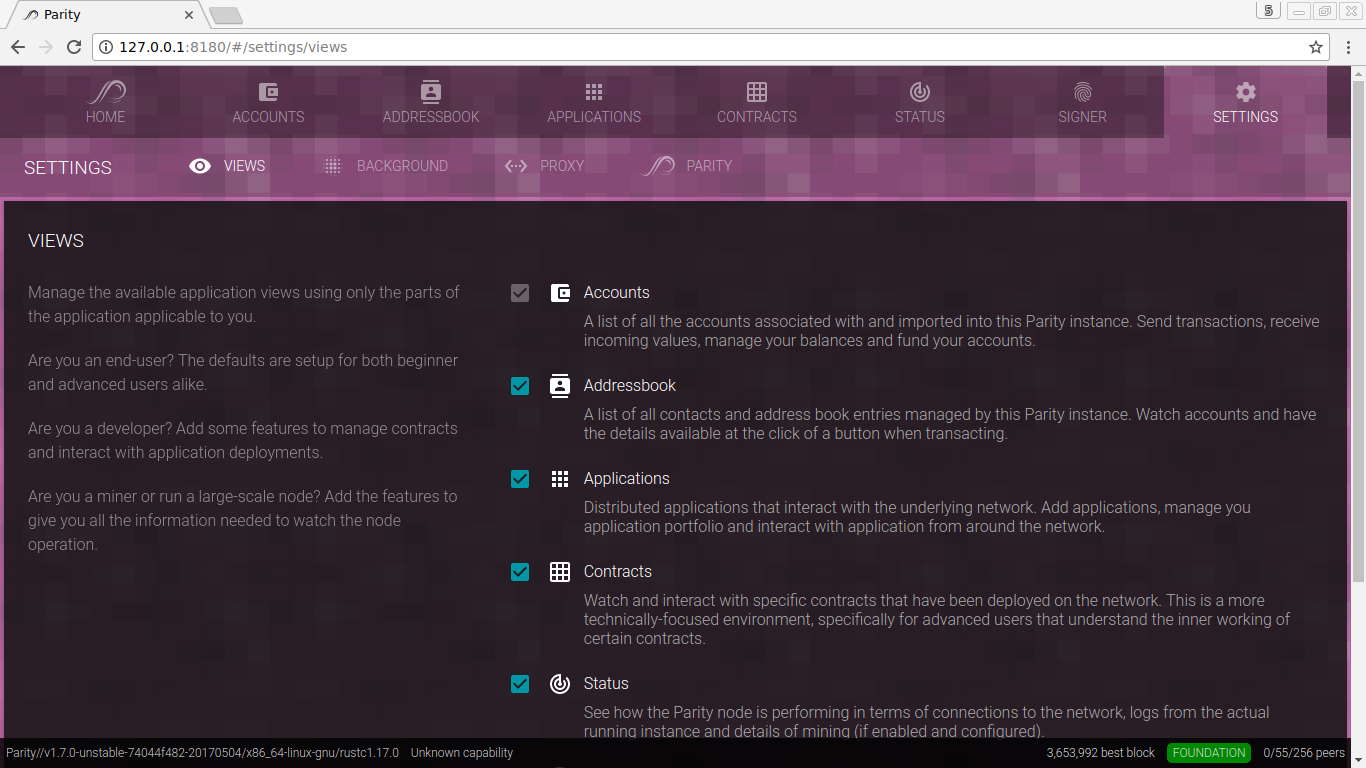 Parity
5
127.0.0.1:8180/#/settings/views
HOME ACCOUNTS ADDRESSBOOK APPLICATIONS CONTRACTS STATUS SIGNER SETTINGS
SETTINGS VIEWS BACKGROUND PROXY PARITY
VIEWS
Manage the available application views using only the parts of
the application applicable to you.
Are you an end-user? The defaults are setup for both beginner
and advanced users alike.
Are you a developer? Add some features to manage contracts
and interact with application deployments.
Are you a miner or run a large-scale node? Add the features to
give you all the information needed to watch the node
operation.
Accounts
A list of all the accounts associated with and imported into this Parity instance. Send transactions, receive
incoming values, manage your balances and fund your accounts.
Addressbook
A list of all contacts and address book entries managed by this Parity instance. Watch accounts and have
the details available at the click of a button when transacting.
Applications
Distributed applications that interact with the underlying network. Add applications, manage you
application portfolio and interact with application from around the network.
Contracts
Watch and interact with specific contracts that have been deployed on the network. This is a more
technically-focused environment, specifically for advanced users that understand the inner working of
certain contracts.
Status
See how the Parity node is performing in terms of connections to the network, logs from the actual
running instance and details of mining (if enabled and configured).
Parity//v1.7.0-unstable-74044f482-20170504/x86_64-linux-gnu/rustc1.17.0 Unknown capability 3,653,992 best block FOUNDATION 0/55/256 peers